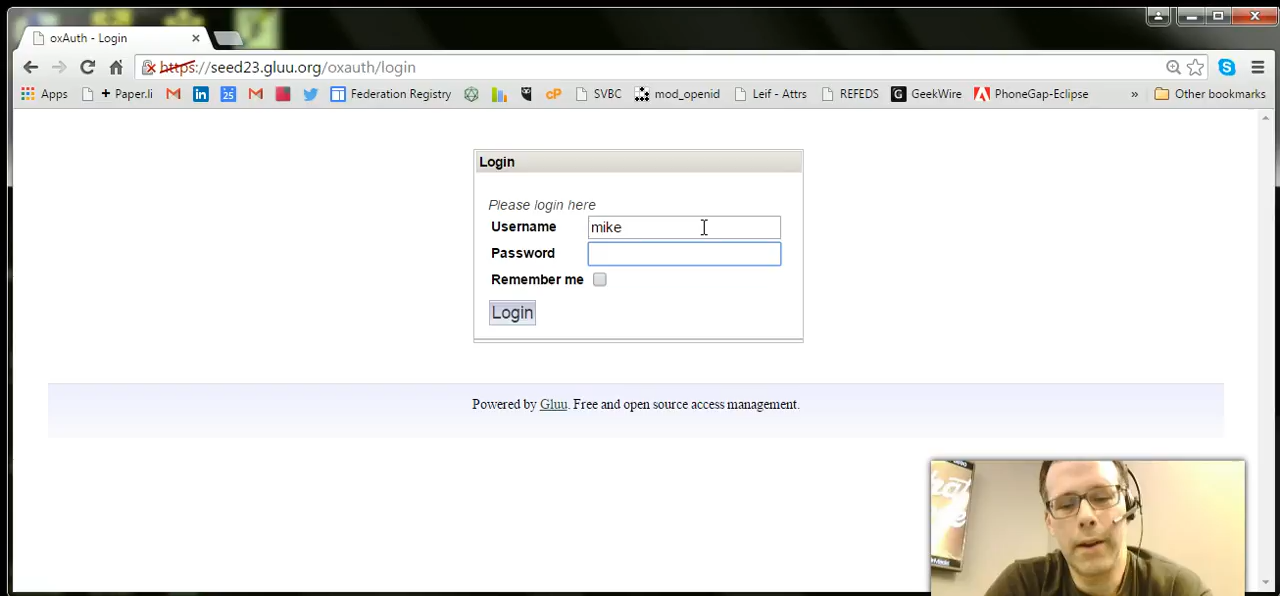 oxAuth - Login
https://seed23.gluu.org/oxauth/login
Apps + Paper.li 25 Federation Registry cP SVBC mod_openid Leif - Attrs REFEDS G GeekWire PhoneGap-Eclipse » Other bookmarks
Login
Please login here
Username mike
Password
Remember me
Login
Powered by Gluu. Free and open source access management.